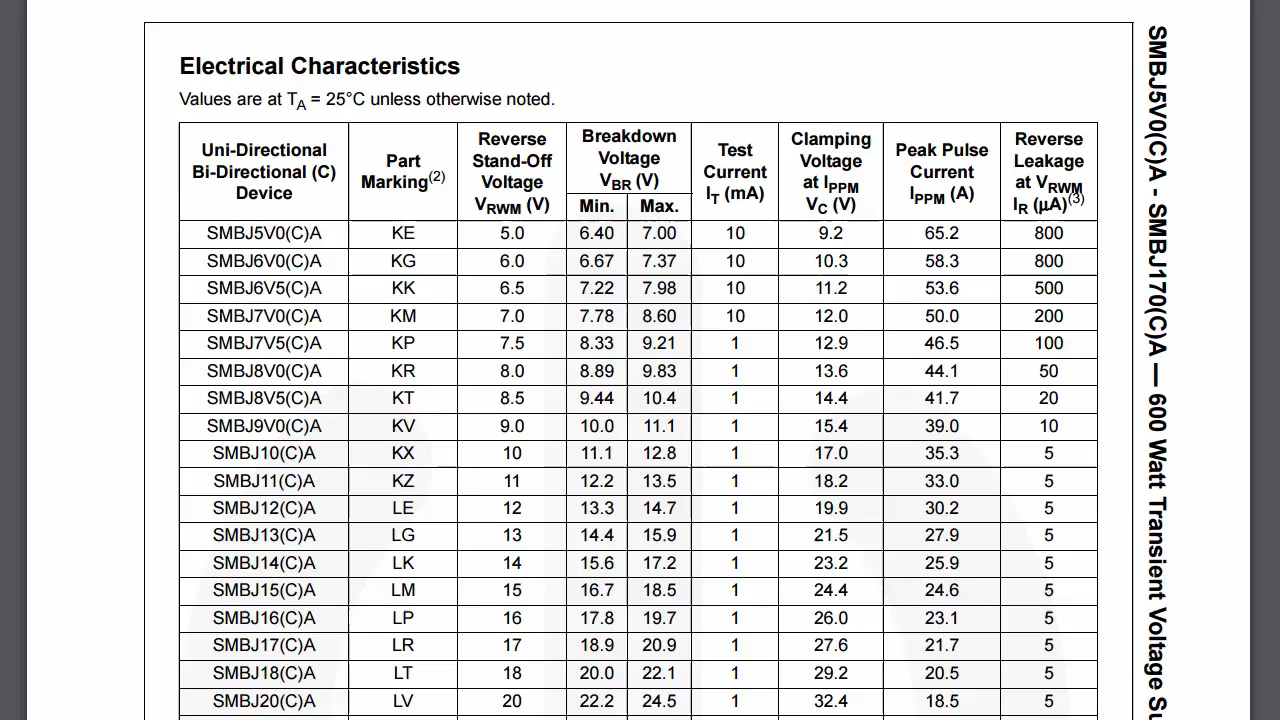 Electrical Characteristics
Values are at TA = 25°C unless otherwise noted.
Uni-Directional Bi-Directional (C) Device | Part Marking(2) | Reverse Stand-Off Voltage VRWM (V) | Breakdown Voltage VBR (V) | Test Current IT (mA) | Clamping Voltage at IPPM VC (V) | Peak Pulse Current IPPM (A) | Reverse Leakage at VRWM IR (μA)(3)
Min. | Max.
SMBJ5V0(C)A KE 5.0 6.40 7.00 10 9.2 65.2 800
SMBJ6V0(C)A KG 6.0 6.67 7.37 10 10.3 58.3 800
SMBJ6V5(C)A KK 6.5 7.22 7.98 10 11.2 53.6 500
SMBJ7V0(C)A KM 7.0 7.78 8.60 10 12.0 50.0 200
SMBJ7V5(C)A KP 7.5 8.33 9.21 1 12.9 46.5 100
SMBJ8V0(C)A KR 8.0 8.89 9.83 1 13.6 44.1 50
SMBJ8V5(C)A KT 8.5 9.44 10.4 1 14.4 41.7 20
SMBJ9V0(C)A KV 9.0 10.0 11.1 1 15.4 39.0 10
SMBJ10(C)A KX 10 11.1 12.8 1 17.0 35.3 5
SMBJ11(C)A KZ 11 12.2 13.5 1 18.2 33.0 5
SMBJ12(C)A LE 12 13.3 14.7 1 19.9 30.2 5
SMBJ13(C)A LG 13 14.4 15.9 1 21.5 27.9 5
SMBJ14(C)A LK 14 15.6 17.2 1 23.2 25.9 5
SMBJ15(C)A LM 15 16.7 18.5 1 24.4 24.6 5
SMBJ16(C)A LP 16 17.8 19.7 1 26.0 23.1 5
SMBJ17(C)A LR 17 18.9 20.9 1 27.6 21.7 5
SMBJ18(C)A LT 18 20.0 22.1 1 29.2 20.5 5
SMBJ20(C)A LV 20 22.2 24.5 1 32.4 18.5 5
SMBJ5V0(C)A - SMBJ170(C)A — 600 Watt Transient Voltage